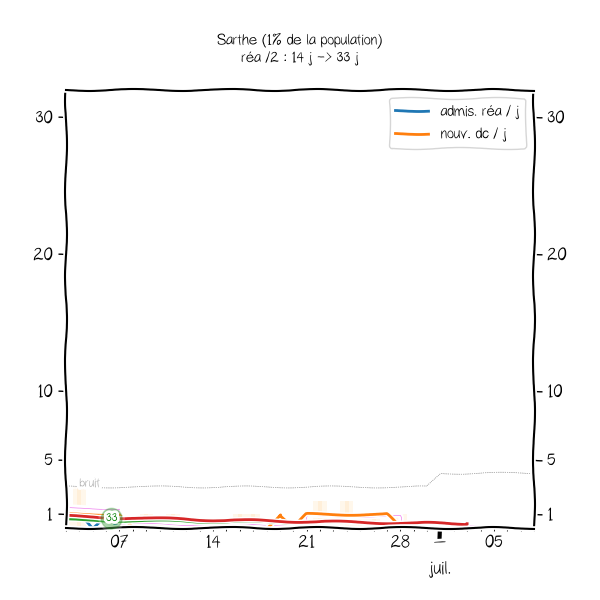 Sarthe (1% de la population)
réa /2 : 14 j -> 33 j
admis. réa / j
nouv. dc / j
30
30
20
20
10
10
5
5
bruit
33
1
1
07
14
21
28
1
05
juil.